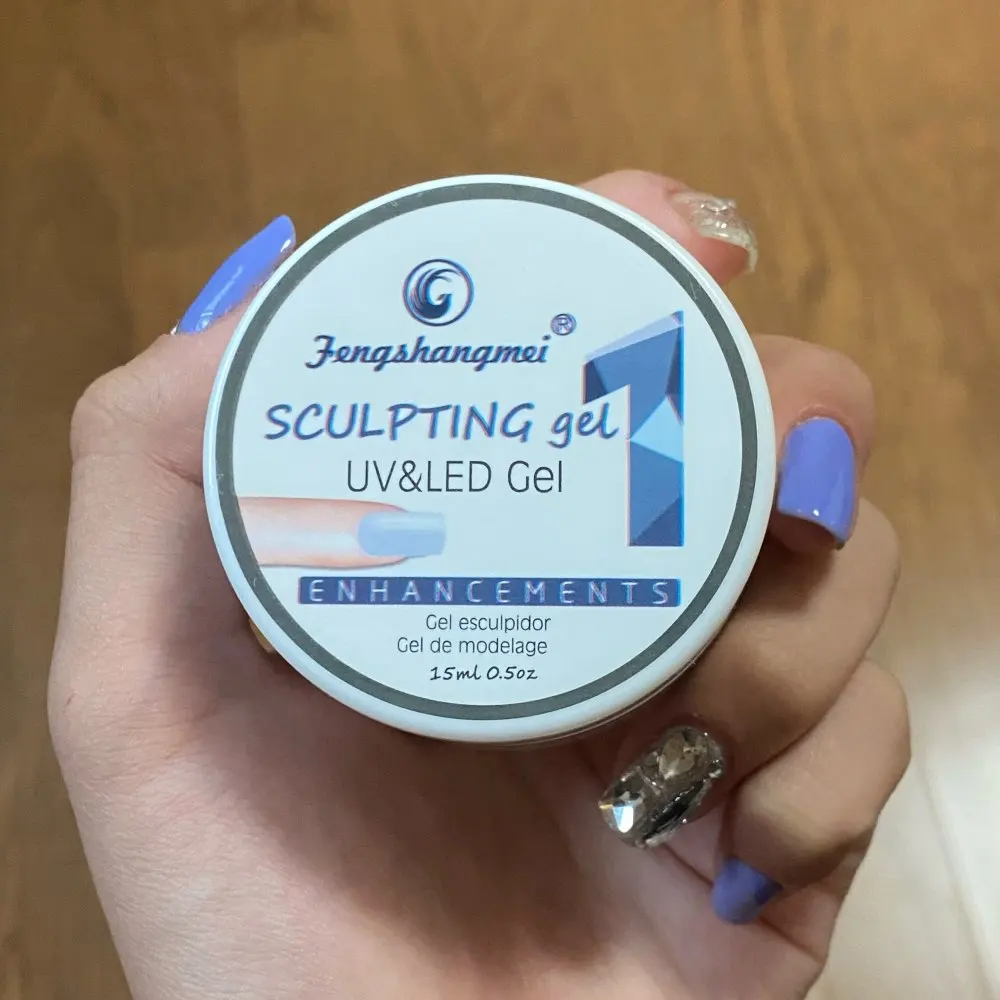 Fengshangmei ®
SCULPTING gel 1
UV&LED Gel
ENHANCEMENTS
Gel esculpidor
Gel de modelage
15ml 0.5oz